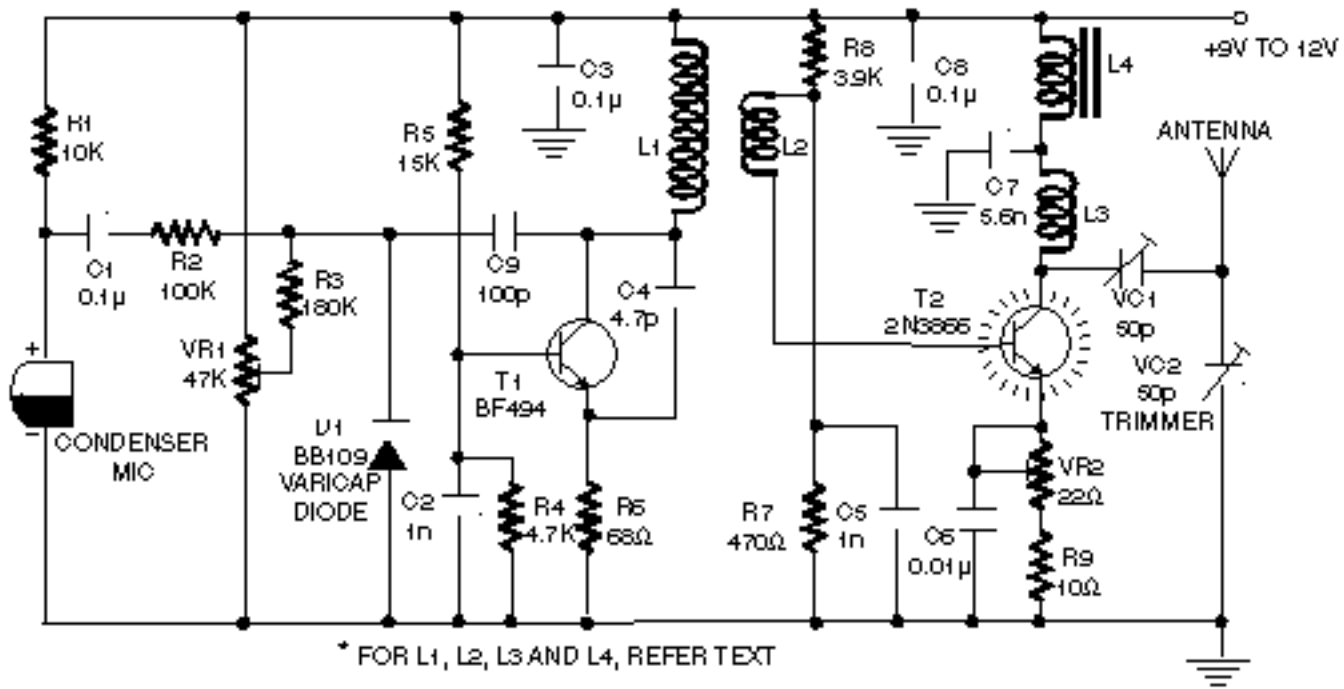 +9V TO 12V
R1
10K
R5
15K
C3
0.1µ
L1
L2
R8
3.9K
C8
0.1µ
L4
ANTENNA
C7
5.6n
L3
C1
0.1µ
R2
100K
R3
180K
C9
100p
C4
4.7p
VR1
47K
T1
BF494
T2
2N3866
VC1
50p
VC2
50p
TRIMMER
+
−
CONDENSER
MIC
D1
BB109
VARICAP
DIODE
C2
1n
R4
4.7K
R6
68Ω
R7
470Ω
C5
1n
C6
0.01µ
VR2
22Ω
R9
10Ω
* FOR L1, L2, L3 AND L4, REFER TEXT